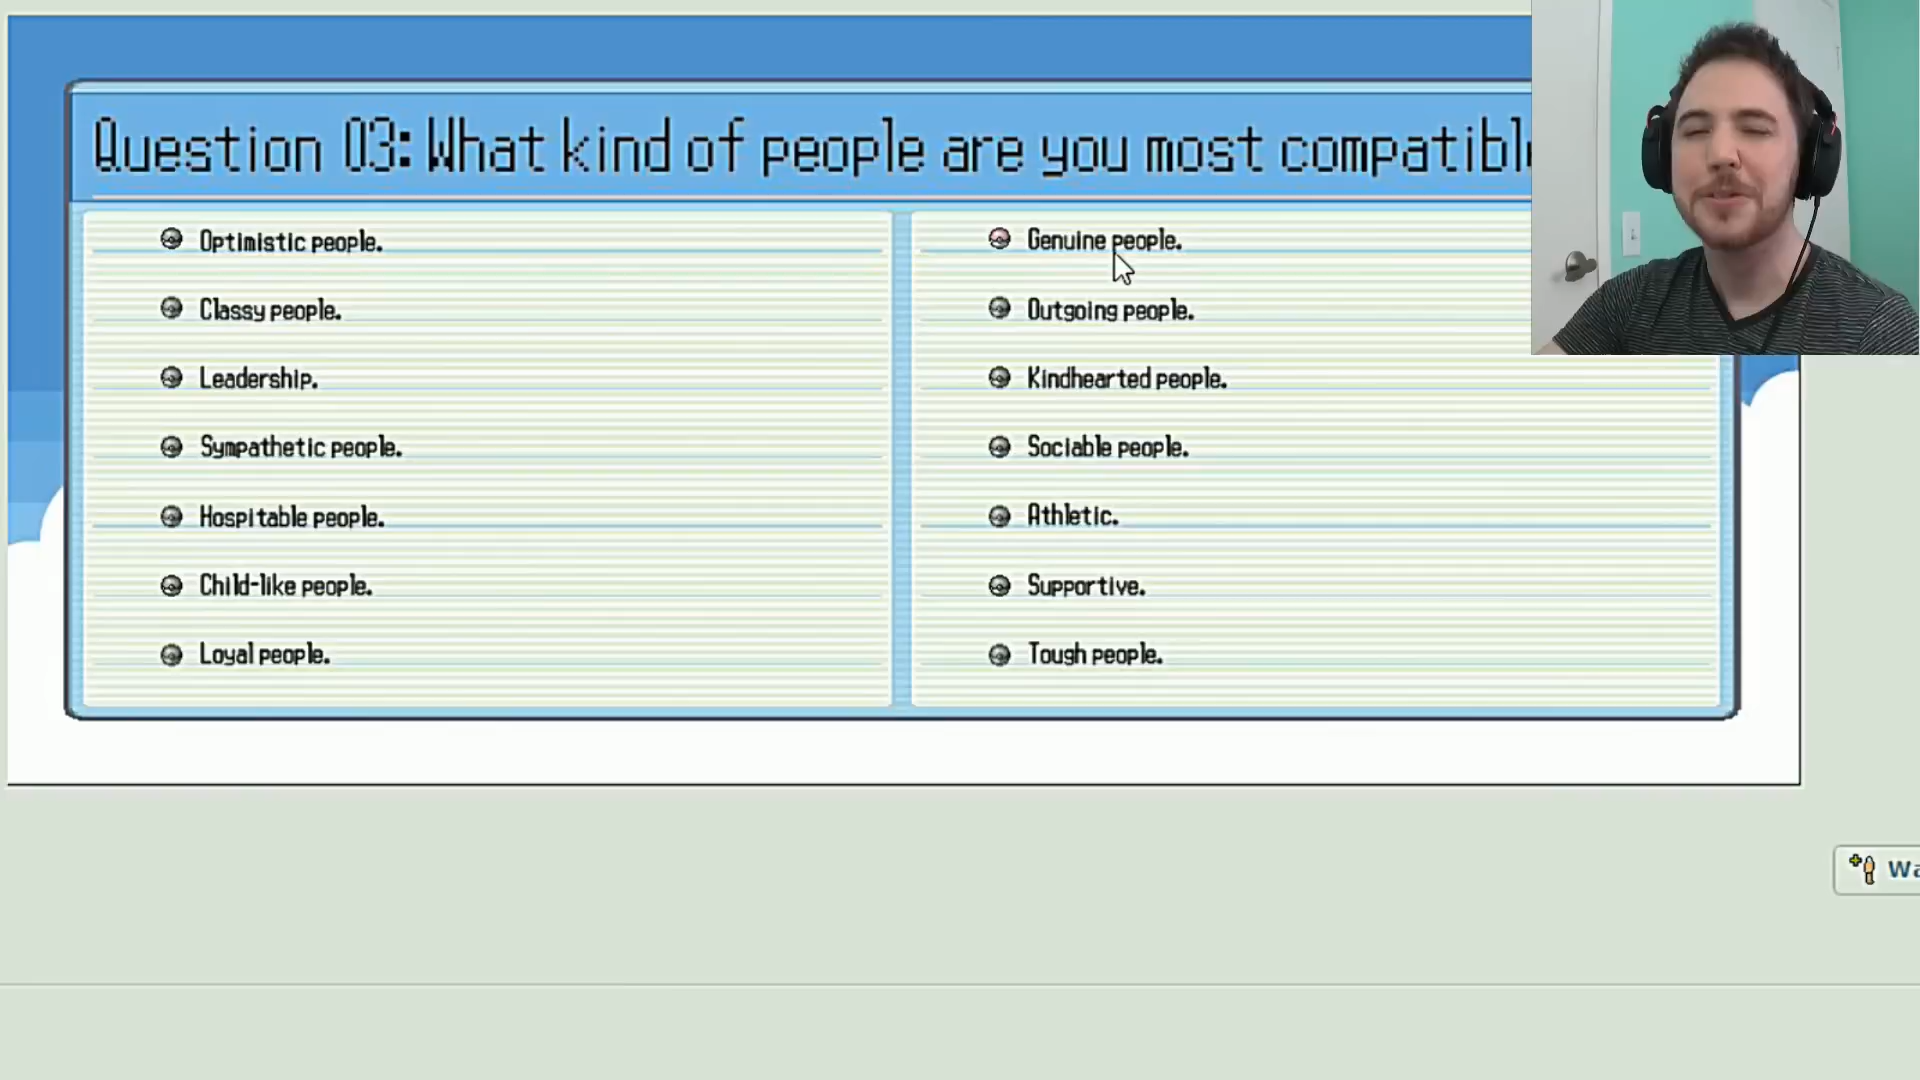 Question 03: What kind of people are you most
Optimistic people.
Classy people.
Leadership.
Sympathetic people.
Hospitable people.
Child-like people.
Loyal people.
Genuine people.
Outgoing people.
Kindhearted people.
Sociable people.
Athletic.
Supportive.
Tough people.